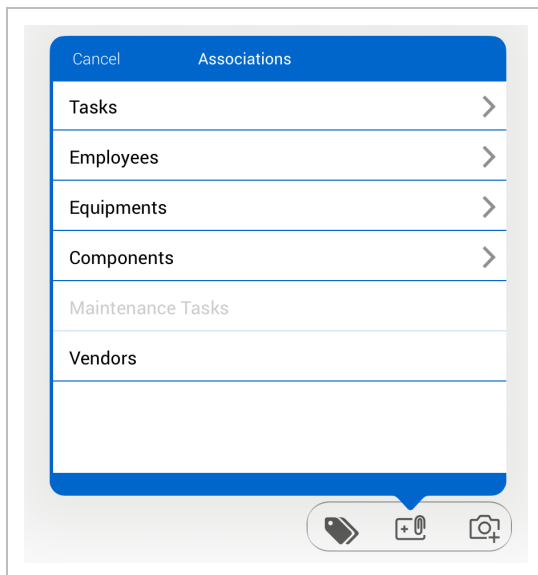 Cancel Associations
Tasks
Employees
Equipments
Components
Maintenance Tasks
Vendors